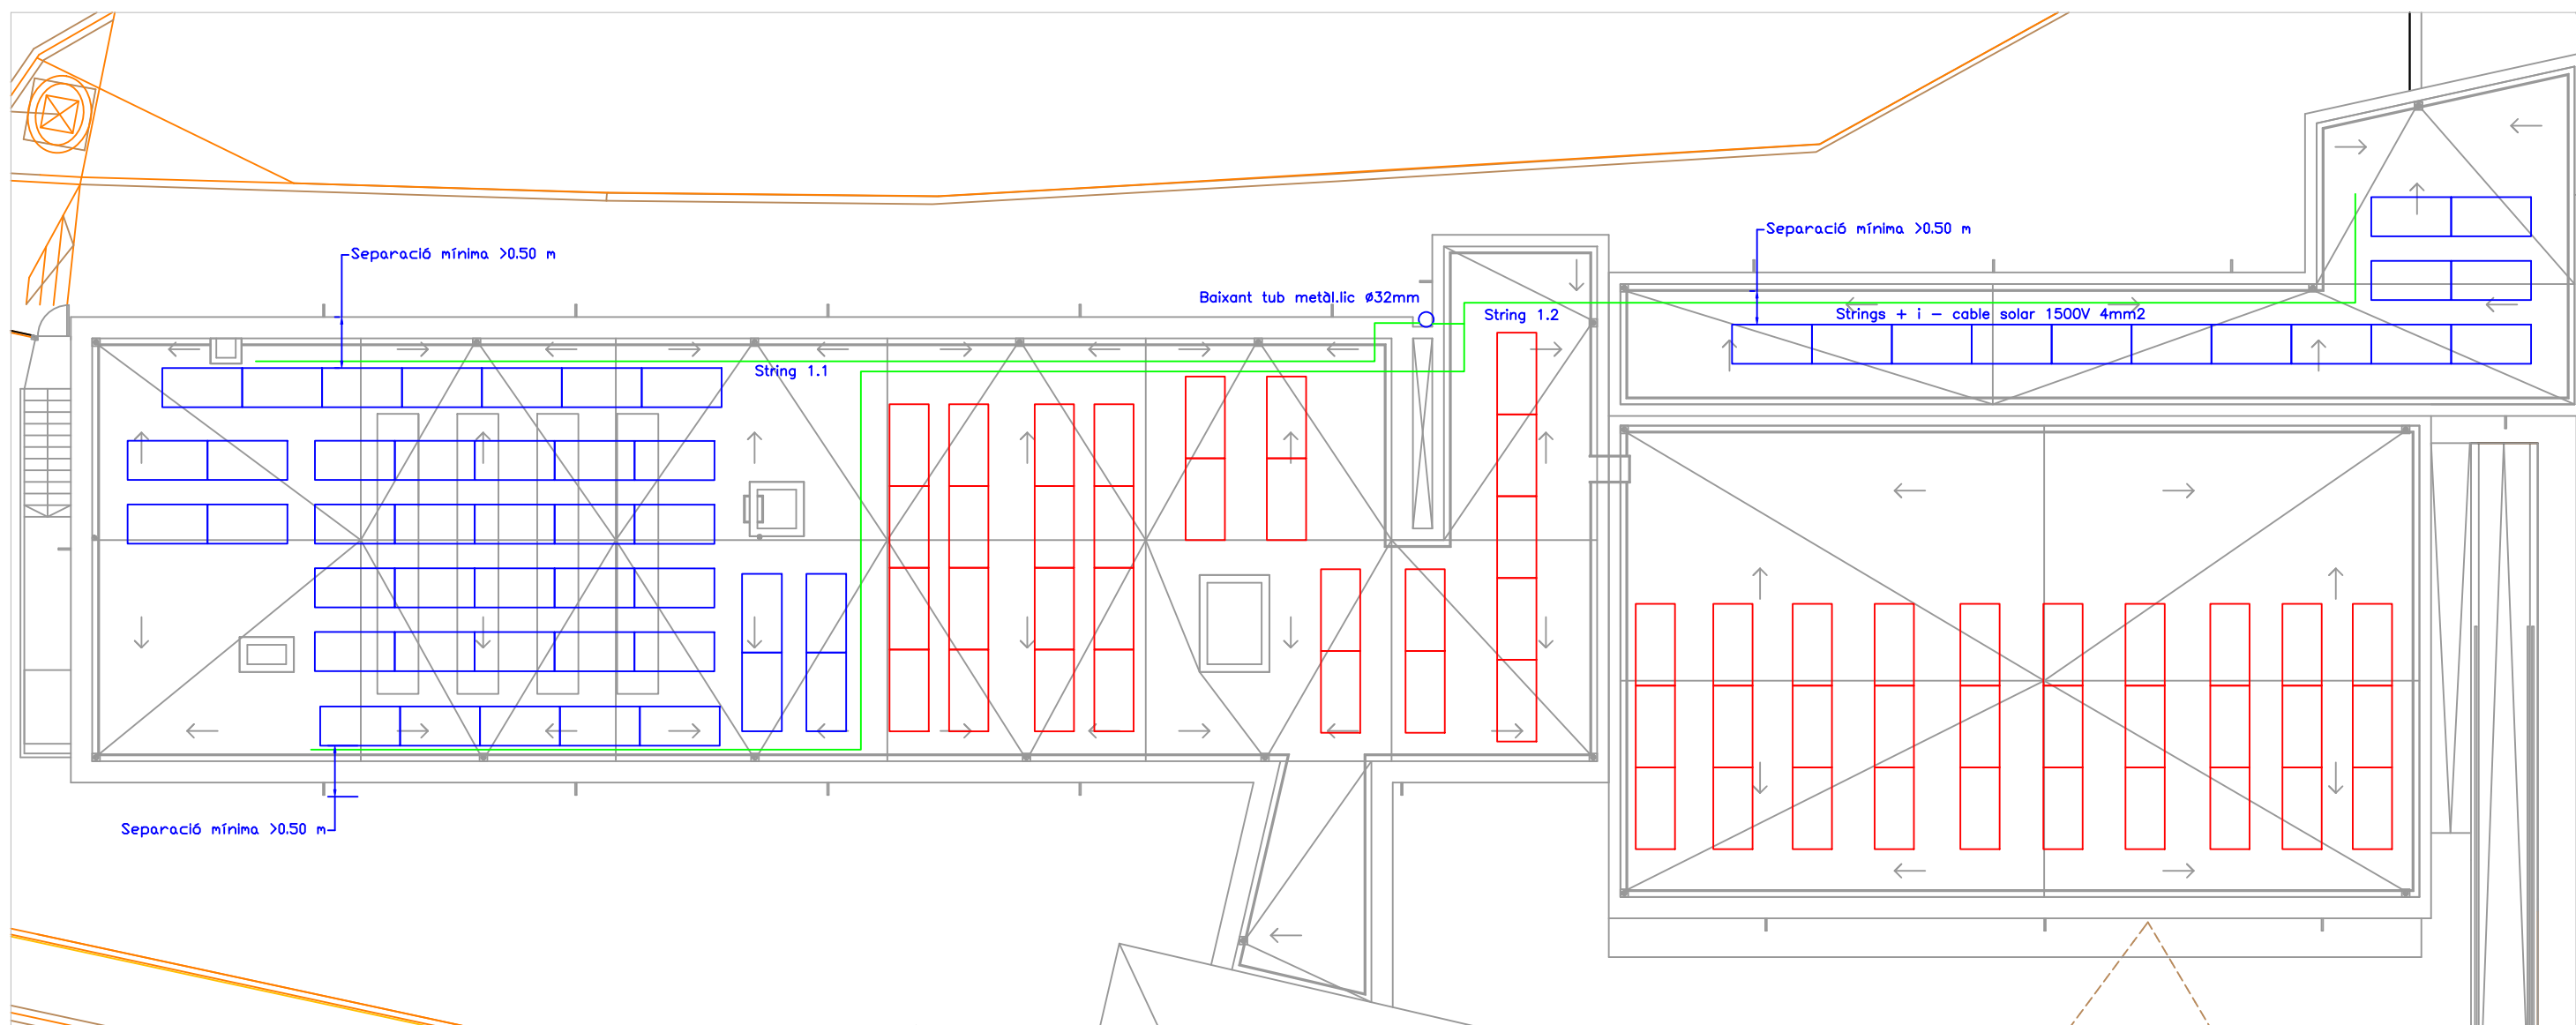 Separació mínima >0.50 m
Separació mínima >0.50 m
Baixant tub metàl.lic Ø32mm
String 1.2
Strings + i - cable solar 1500V 4mm2
String 1.1
Separació mínima >0.50 m